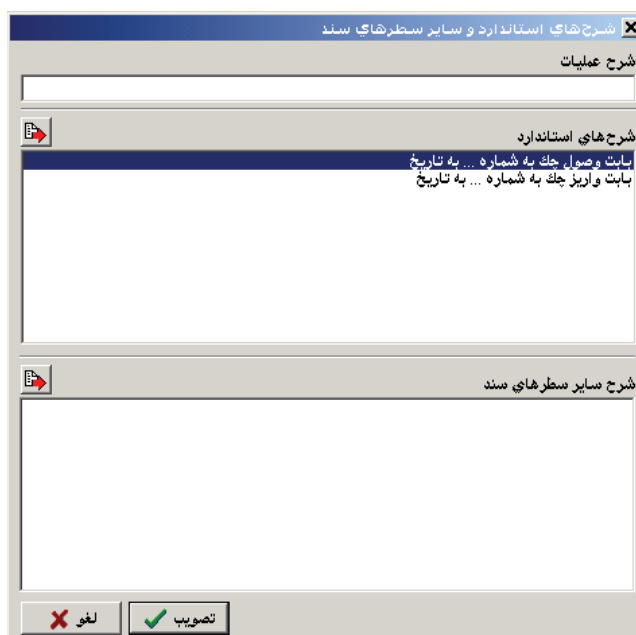 شرح‌هاي استاندارد و ساير سطرهاي سند
شرح عمليات
شرح‌هاي استاندارد
بابت وصول چك به شماره ... به تاريخ
بابت واريز چك به شماره ... به تاريخ
شرح ساير سطرهاي سند
تصويب
لغو